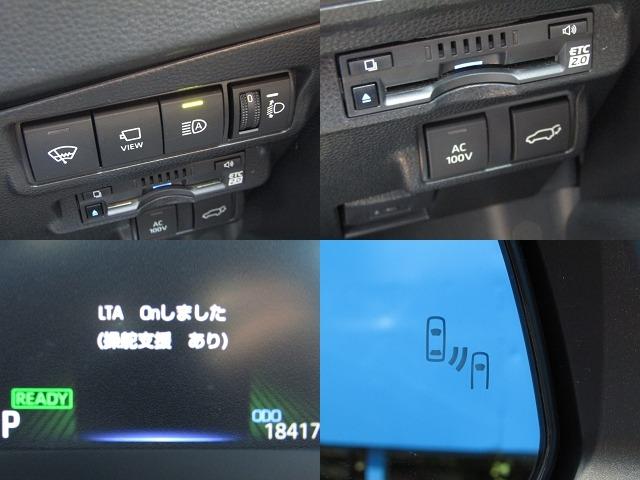 VIEW
A
0
ETC
2.0
AC
100V
ETC
2.0
AC
100V
LTA Onしました
(操舵支援 あり)
READY
P
ODO
18417